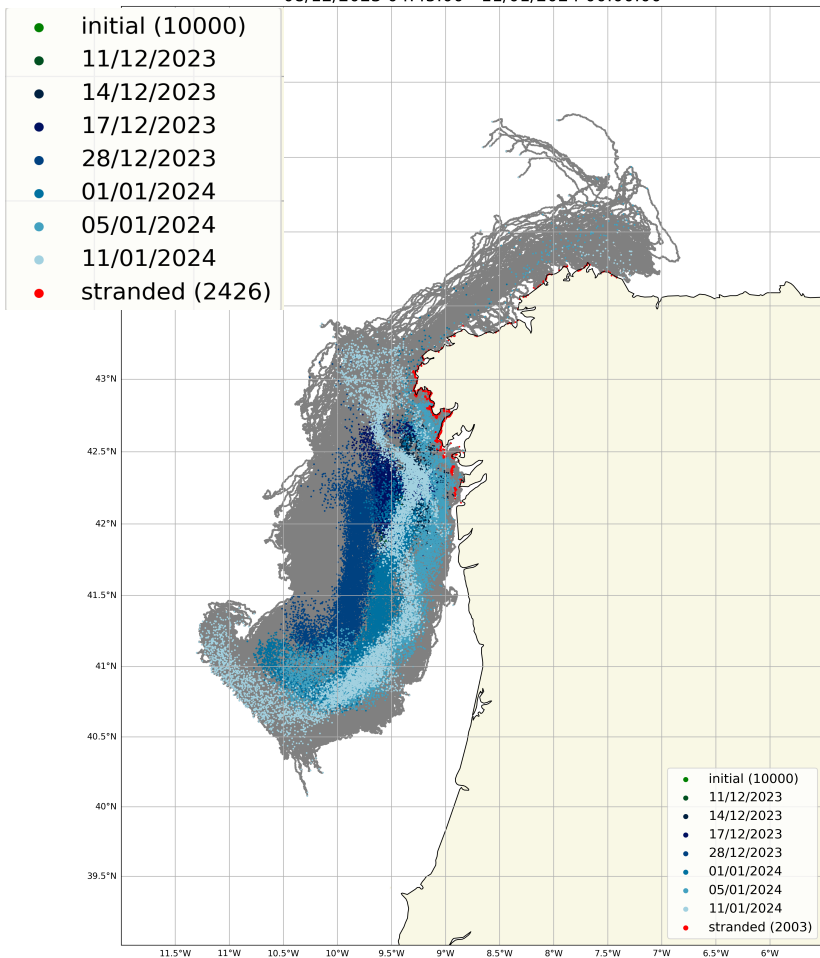 initial (10000)
11/12/2023
14/12/2023
17/12/2023
28/12/2023
01/01/2024
05/01/2024
11/01/2024
stranded (2426)
43°N
42.5°N
42°N
41.5°N
41°N
40.5°N
40°N
39.5°N
initial (10000)
11/12/2023
14/12/2023
17/12/2023
28/12/2023
01/01/2024
05/01/2024
11/01/2024
stranded (2003)
11.5°W 11°W 10.5°W 10°W 9.5°W 9°W 8.5°W 8°W 7.5°W 7°W 6.5°W 6°W